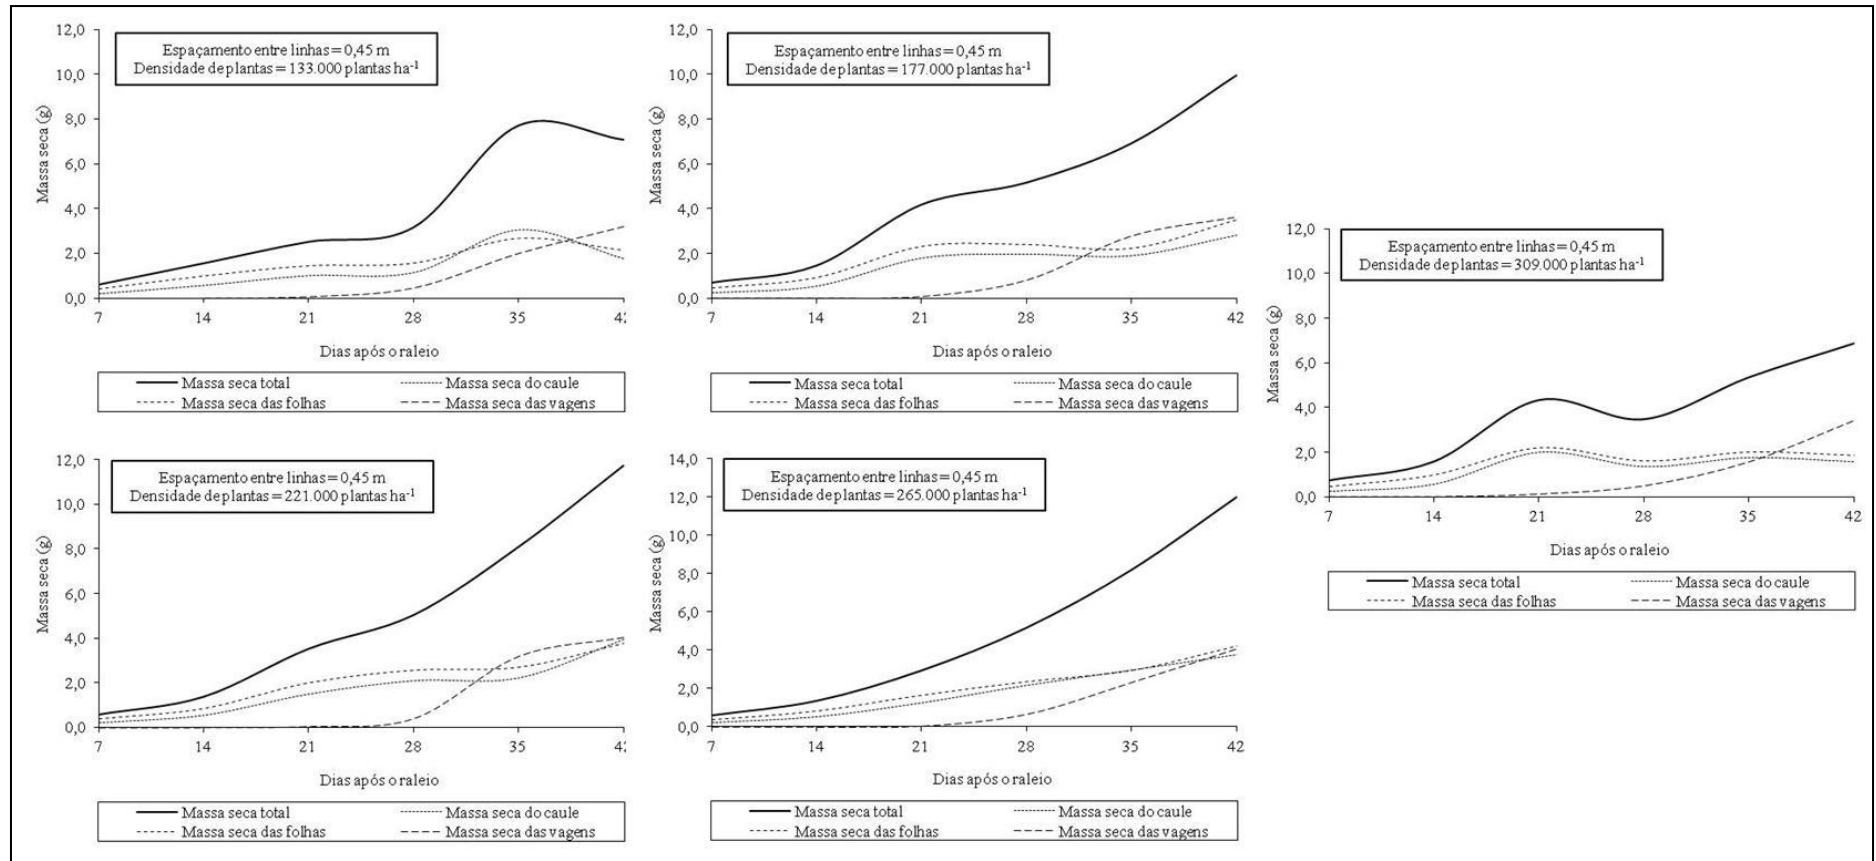 12,0
10,0
8,0
6,0
4,0
2,0
0,0
Massa seca (g)
Espaçamento entre linhas = 0,45 m
Densidade de plantas = 133.000 plantas ha-1
7 14 21 28 35 42
Dias após o raleio
Massa seca total Massa seca do caule
Massa seca das folhas Massa seca das vagens
12,0
10,0
8,0
6,0
4,0
2,0
0,0
Massa seca (g)
Espaçamento entre linhas = 0,45 m
Densidade de plantas = 177.000 plantas ha-1
7 14 21 28 35 42
Dias após o raleio
Massa seca total Massa seca do caule
Massa seca das folhas Massa seca das vagens
12,0
10,0
8,0
6,0
4,0
2,0
0,0
Massa seca (g)
Espaçamento entre linhas = 0,45 m
Densidade de plantas = 309.000 plantas ha-1
7 14 21 28 35 42
Dias após o raleio
Massa seca total Massa seca do caule
Massa seca das folhas Massa seca das vagens
12,0
10,0
8,0
6,0
4,0
2,0
0,0
Massa seca (g)
Espaçamento entre linhas = 0,45 m
Densidade de plantas = 221.000 plantas ha-1
7 14 21 28 35 42
Dias após o raleio
Massa seca total Massa seca do caule
Massa seca das folhas Massa seca das vagens
14,0
12,0
10,0
8,0
6,0
4,0
2,0
0,0
Massa seca (g)
Espaçamento entre linhas = 0,45 m
Densidade de plantas = 265.000 plantas ha-1
7 14 21 28 35 42
Dias após o raleio
Massa seca total Massa seca do caule
Massa seca das folhas Massa seca das vagens